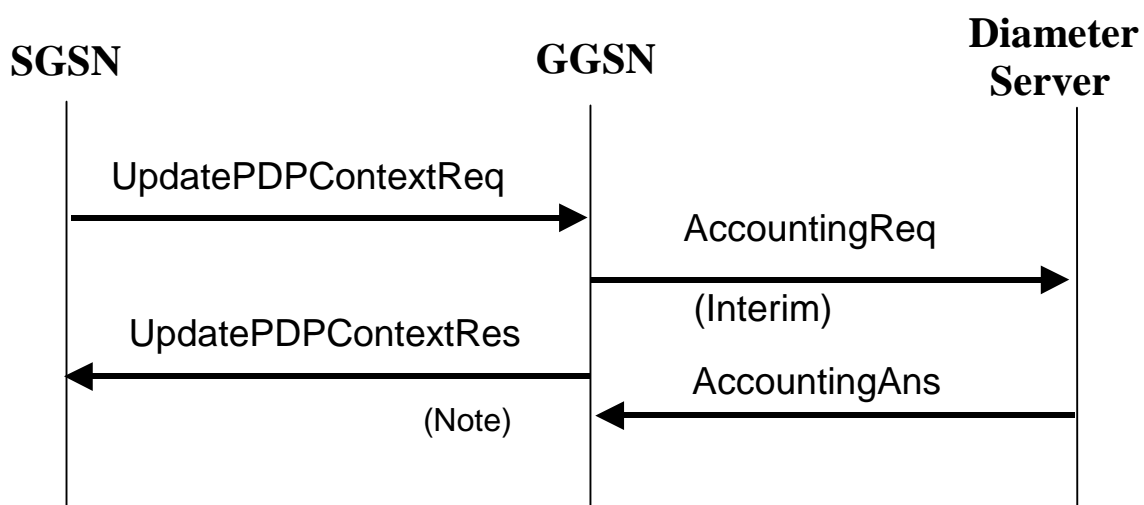 SGSN
GGSN
Diameter
Server
UpdatePDPContextReq
AccountingReq
(Interim)
UpdatePDPContextRes
AccountingAns
(Note)